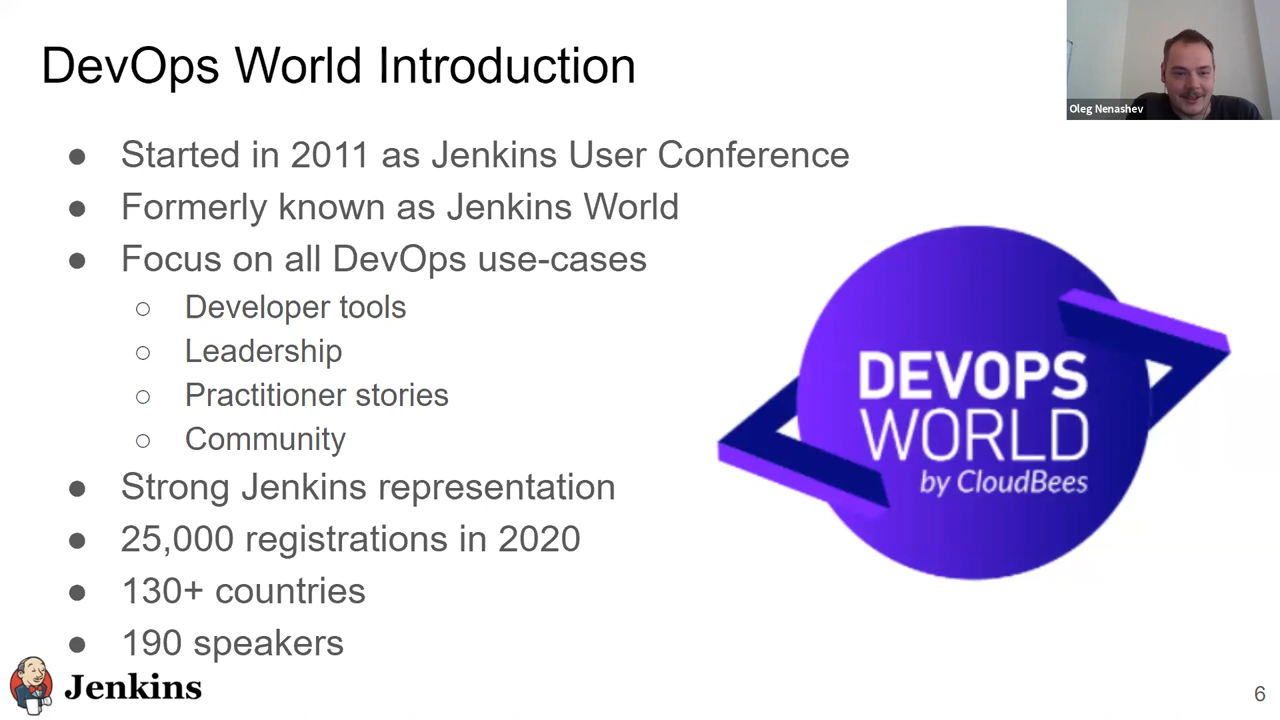 DevOps World Introduction
Oleg Nenashev
● Started in 2011 as Jenkins User Conference
● Formerly known as Jenkins World
● Focus on all DevOps use-cases
○ Developer tools
○ Leadership
○ Practitioner stories
○ Community
● Strong Jenkins representation
● 25,000 registrations in 2020
● 130+ countries
● 190 speakers
DEVOPS
WORLD
by CloudBees
Jenkins
6